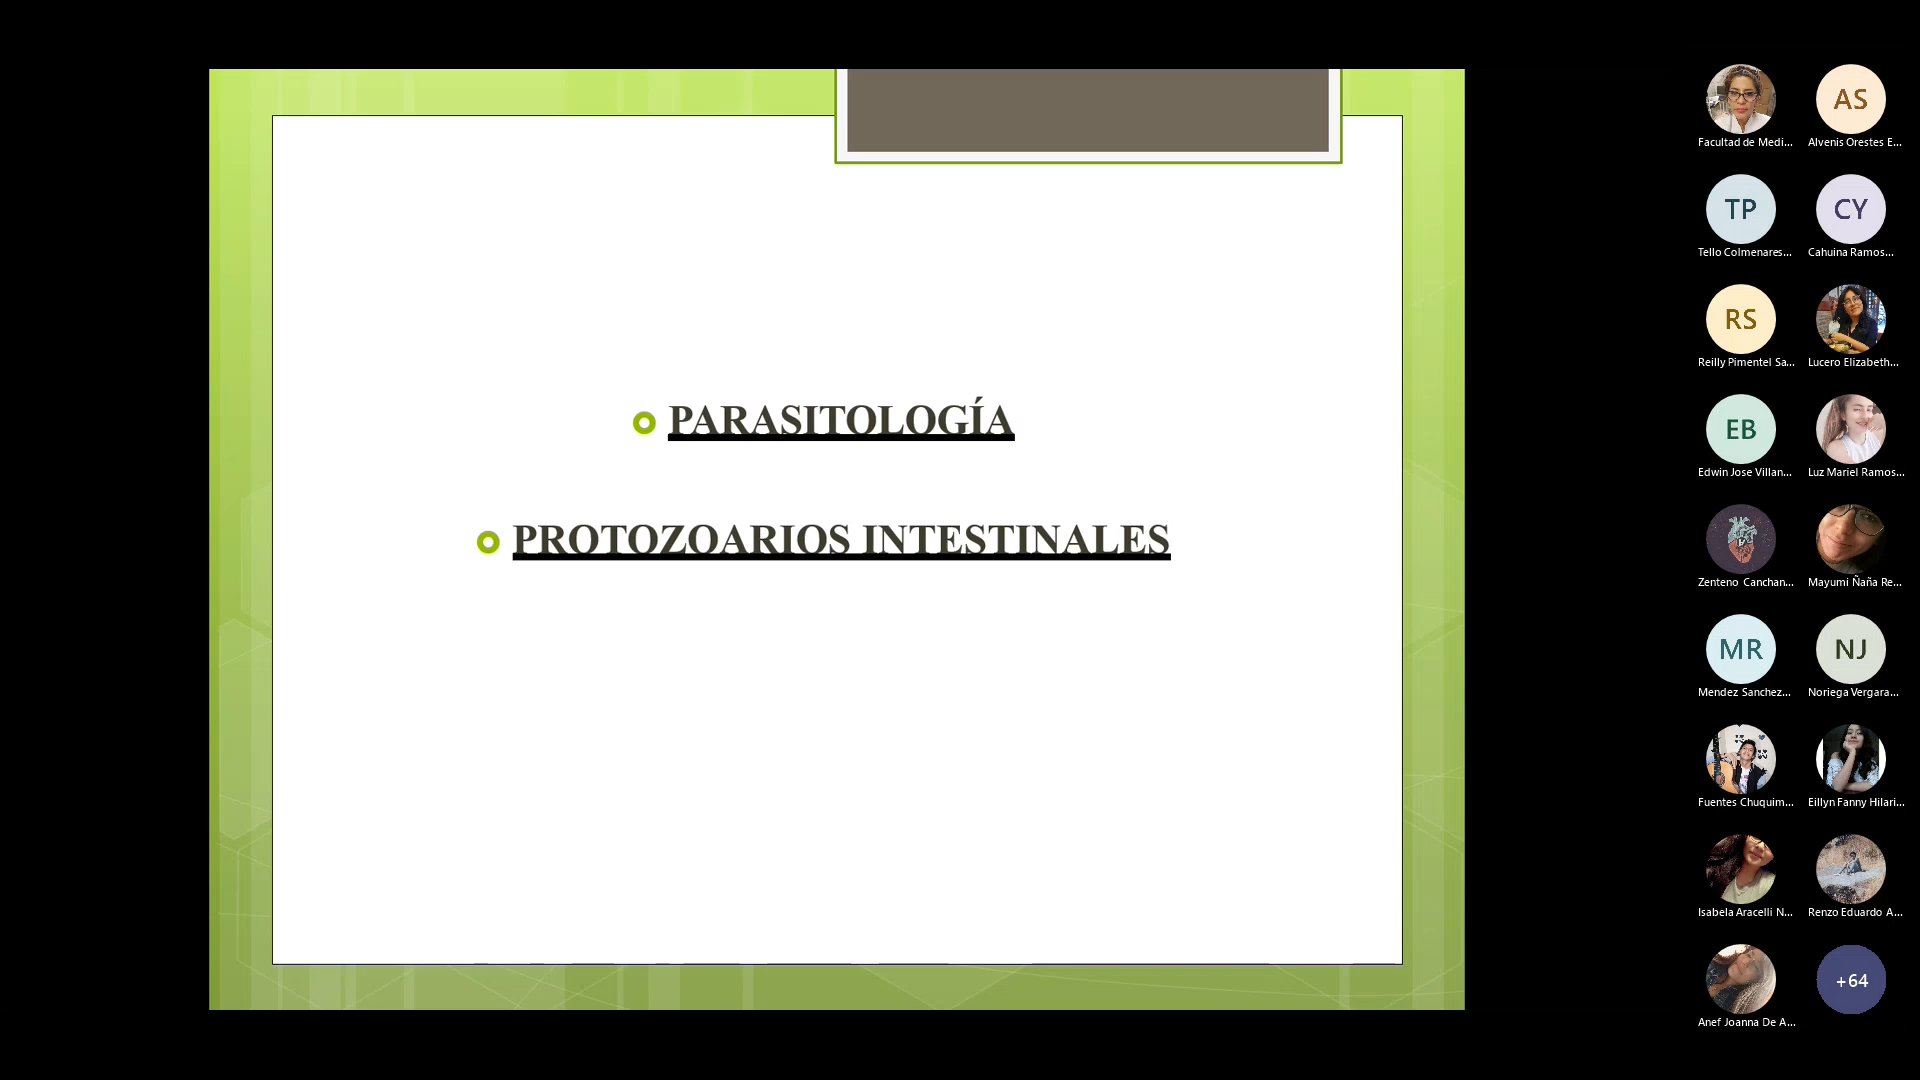 PARASITOLOGÍA
PROTOZOARIOS INTESTINALES
Facultad de Medi...
AS
Alvenis Orestes E...
TP
Tello Colmenares...
CY
Cahuina Ramos...
RS
Reilly Pimentel Sa...
Lucero Elizabeth...
EB
Edwin Jose Villan...
Luz Mariel Ramos...
Zenteno Canchan...
Mayumi Ñaña Re...
MR
Mendez Sanchez...
NJ
Noriega Vergara...
Fuentes Chuquim...
Eillyn Fanny Hilari...
Isabela Aracelli N...
Renzo Eduardo A...
Anef Joanna De A...
+64